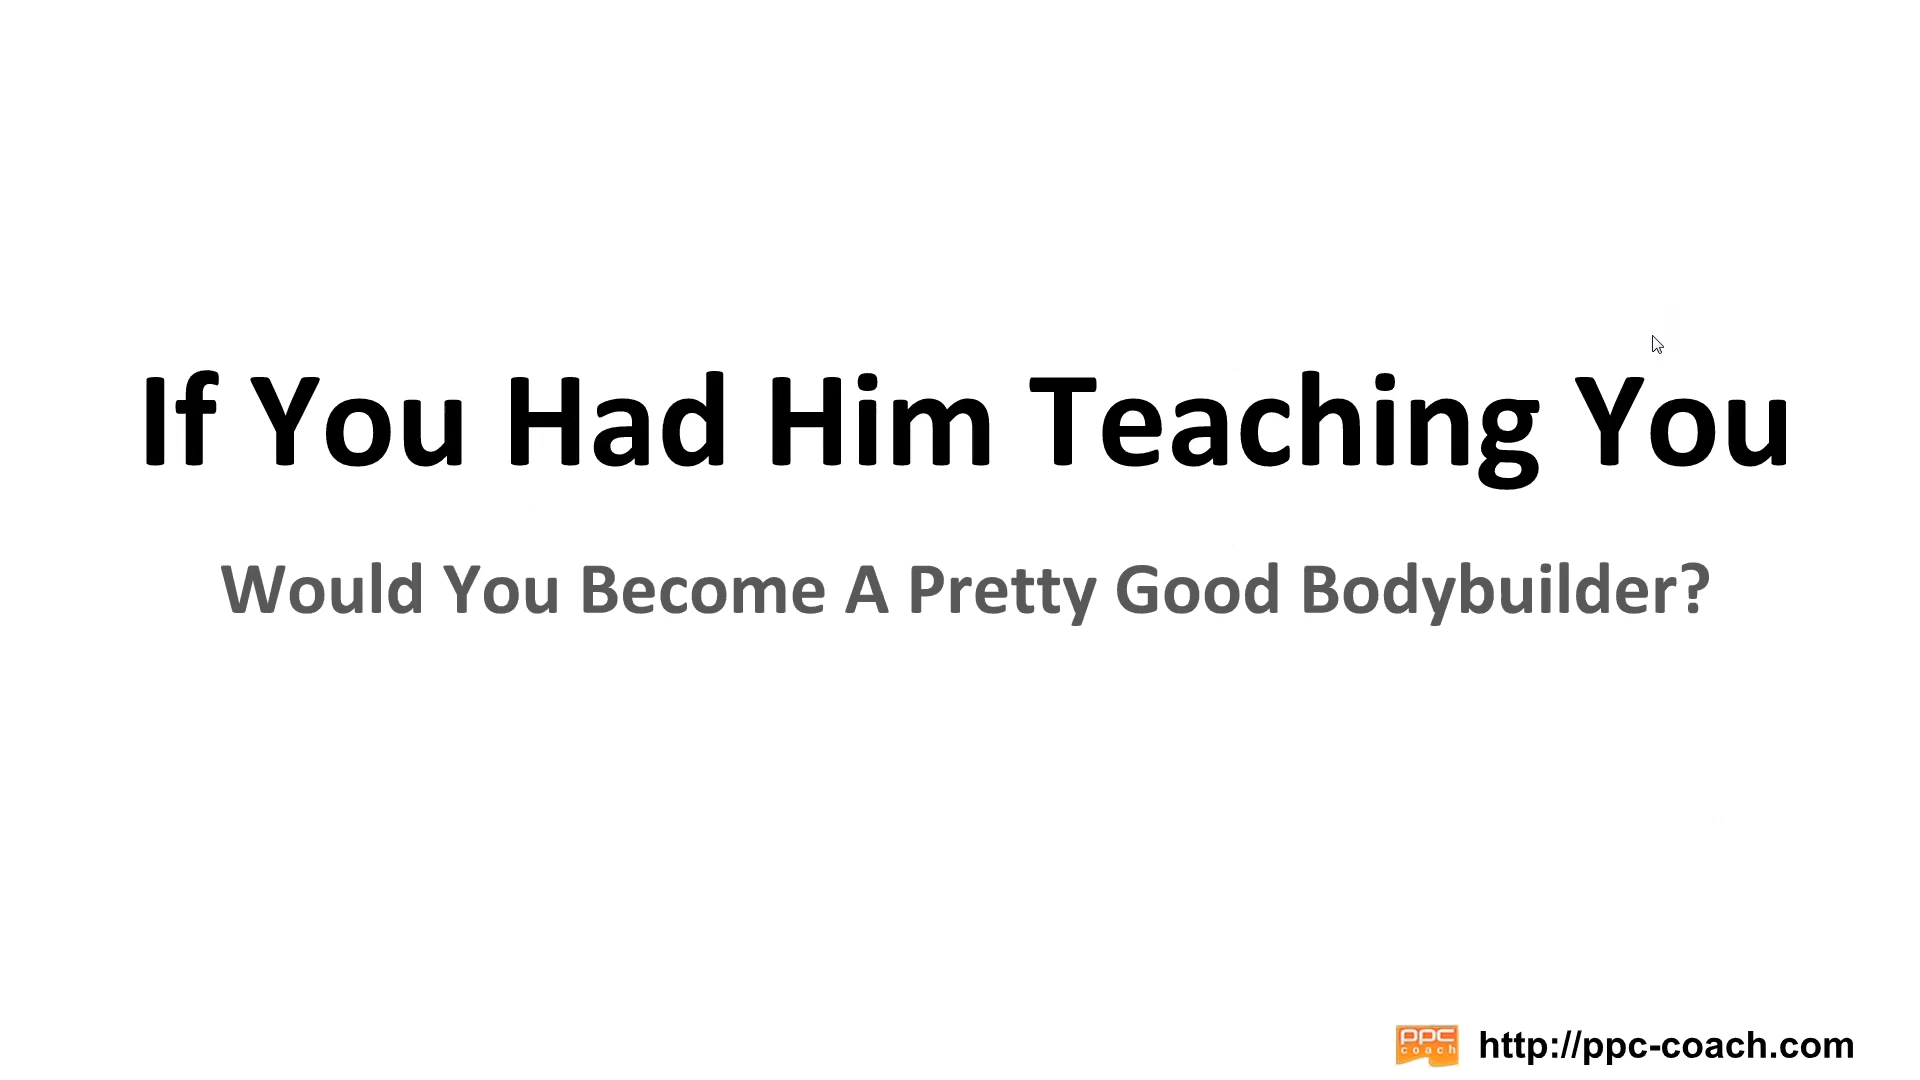 If You Had Him Teaching You
Would You Become A Pretty Good Bodybuilder?
ppc
coach
http://ppc-coach.com